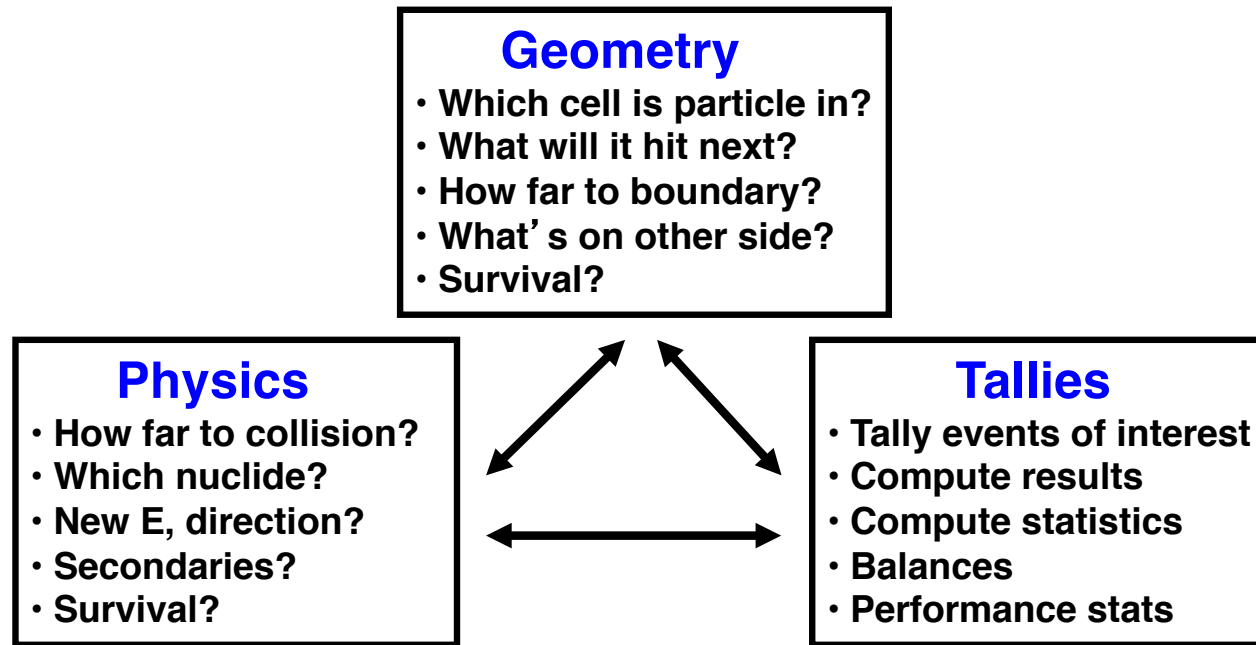 Geometry
• Which cell is particle in?
• What will it hit next?
• How far to boundary?
• What’s on other side?
• Survival?
Physics
• How far to collision?
• Which nuclide?
• New E, direction?
• Secondaries?
• Survival?
Tallies
• Tally events of interest
• Compute results
• Compute statistics
• Balances
• Performance stats